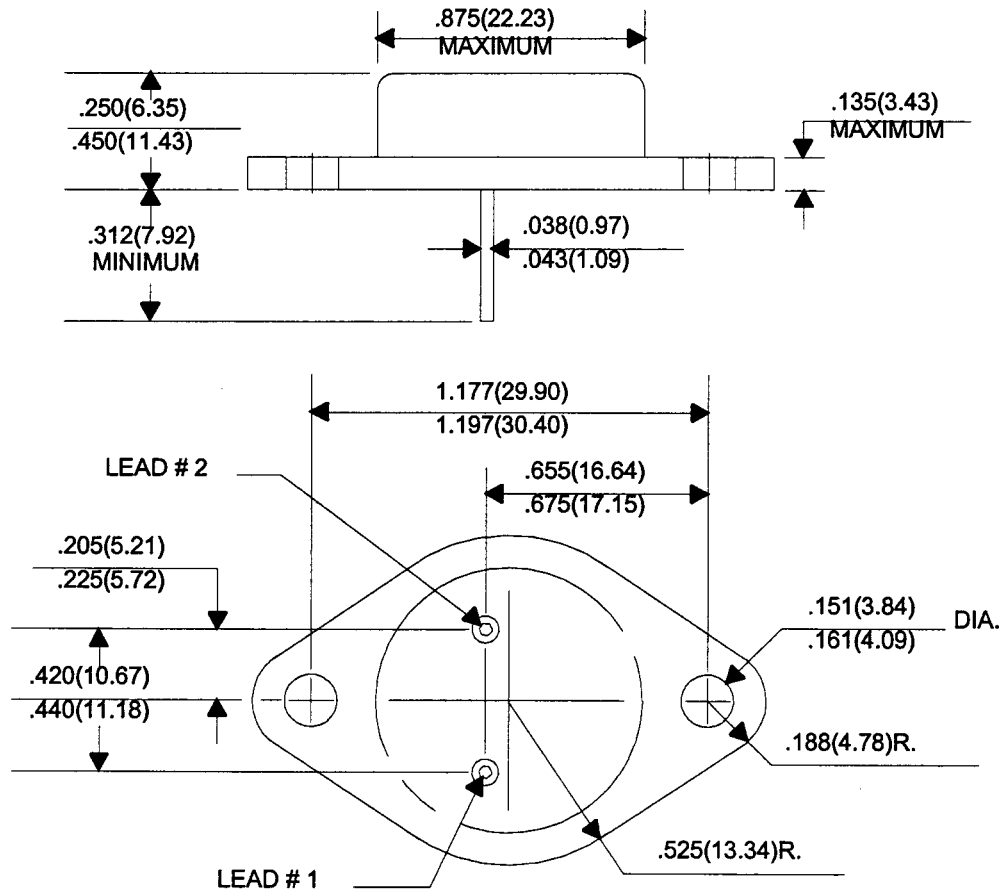 .875(22.23)
MAXIMUM
.250(6.35)
.450(11.43)
.135(3.43)
MAXIMUM
.312(7.92)
MINIMUM
.038(0.97)
.043(1.09)
1.177(29.90)
1.197(30.40)
LEAD # 2
.655(16.64)
.675(17.15)
.205(5.21)
.225(5.72)
.151(3.84)
.161(4.09)
DIA.
.420(10.67)
.440(11.18)
.188(4.78)R.
.525(13.34)R.
LEAD # 1